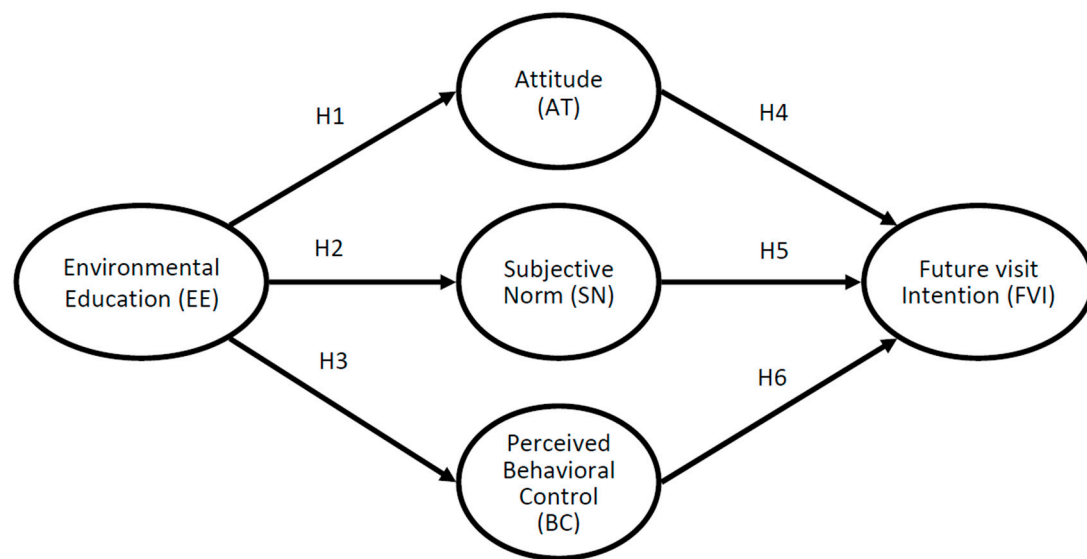 Attitude
(AT)
H1
H4
Environmental
Education (EE)
H2
Subjective
Norm (SN)
H5
Future visit
Intention (FVI)
H3
H6
Perceived
Behavioral
Control
(BC)